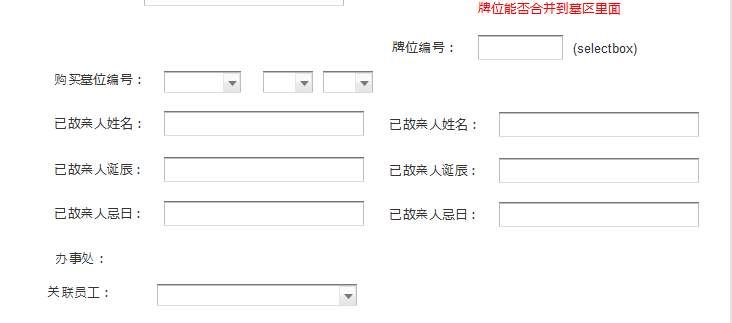 牌位能否合并到墓区里面
牌位编号： (selectbox)
购买墓位编号：
已故亲人姓名： 已故亲人姓名：
已故亲人诞辰： 已故亲人诞辰：
已故亲人忌日： 已故亲人忌日：
办事处：
关联员工：